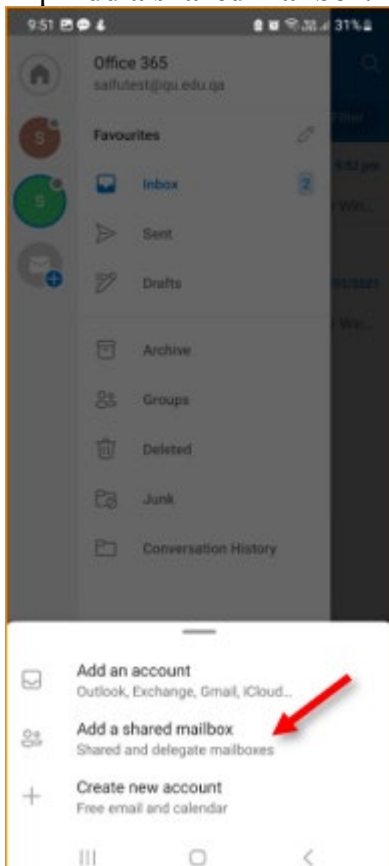 9:51
31%
Office 365
saifutest@qu.edu.qa
Favourites
Filter
Inbox
2
Sent
Drafts
Archive
Groups
Deleted
Junk
Conversation History
Add an account
Outlook, Exchange, Gmail, iCloud...
Add a shared mailbox
Shared and delegate mailboxes
Create new account
Free email and calendar